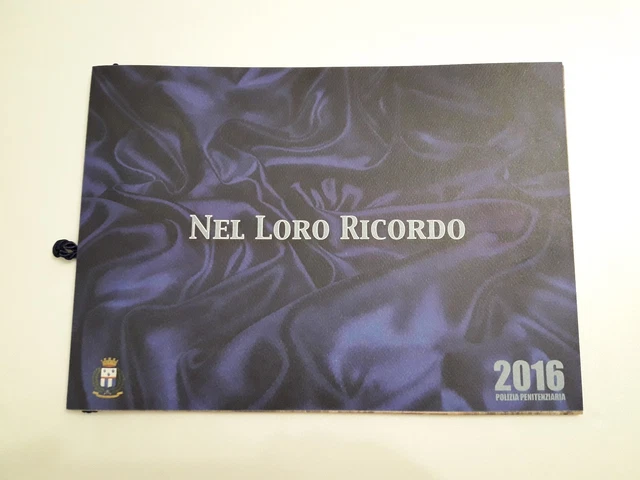 NEL LORO RICORDO
2016
POLIZIA PENITENZIARIA